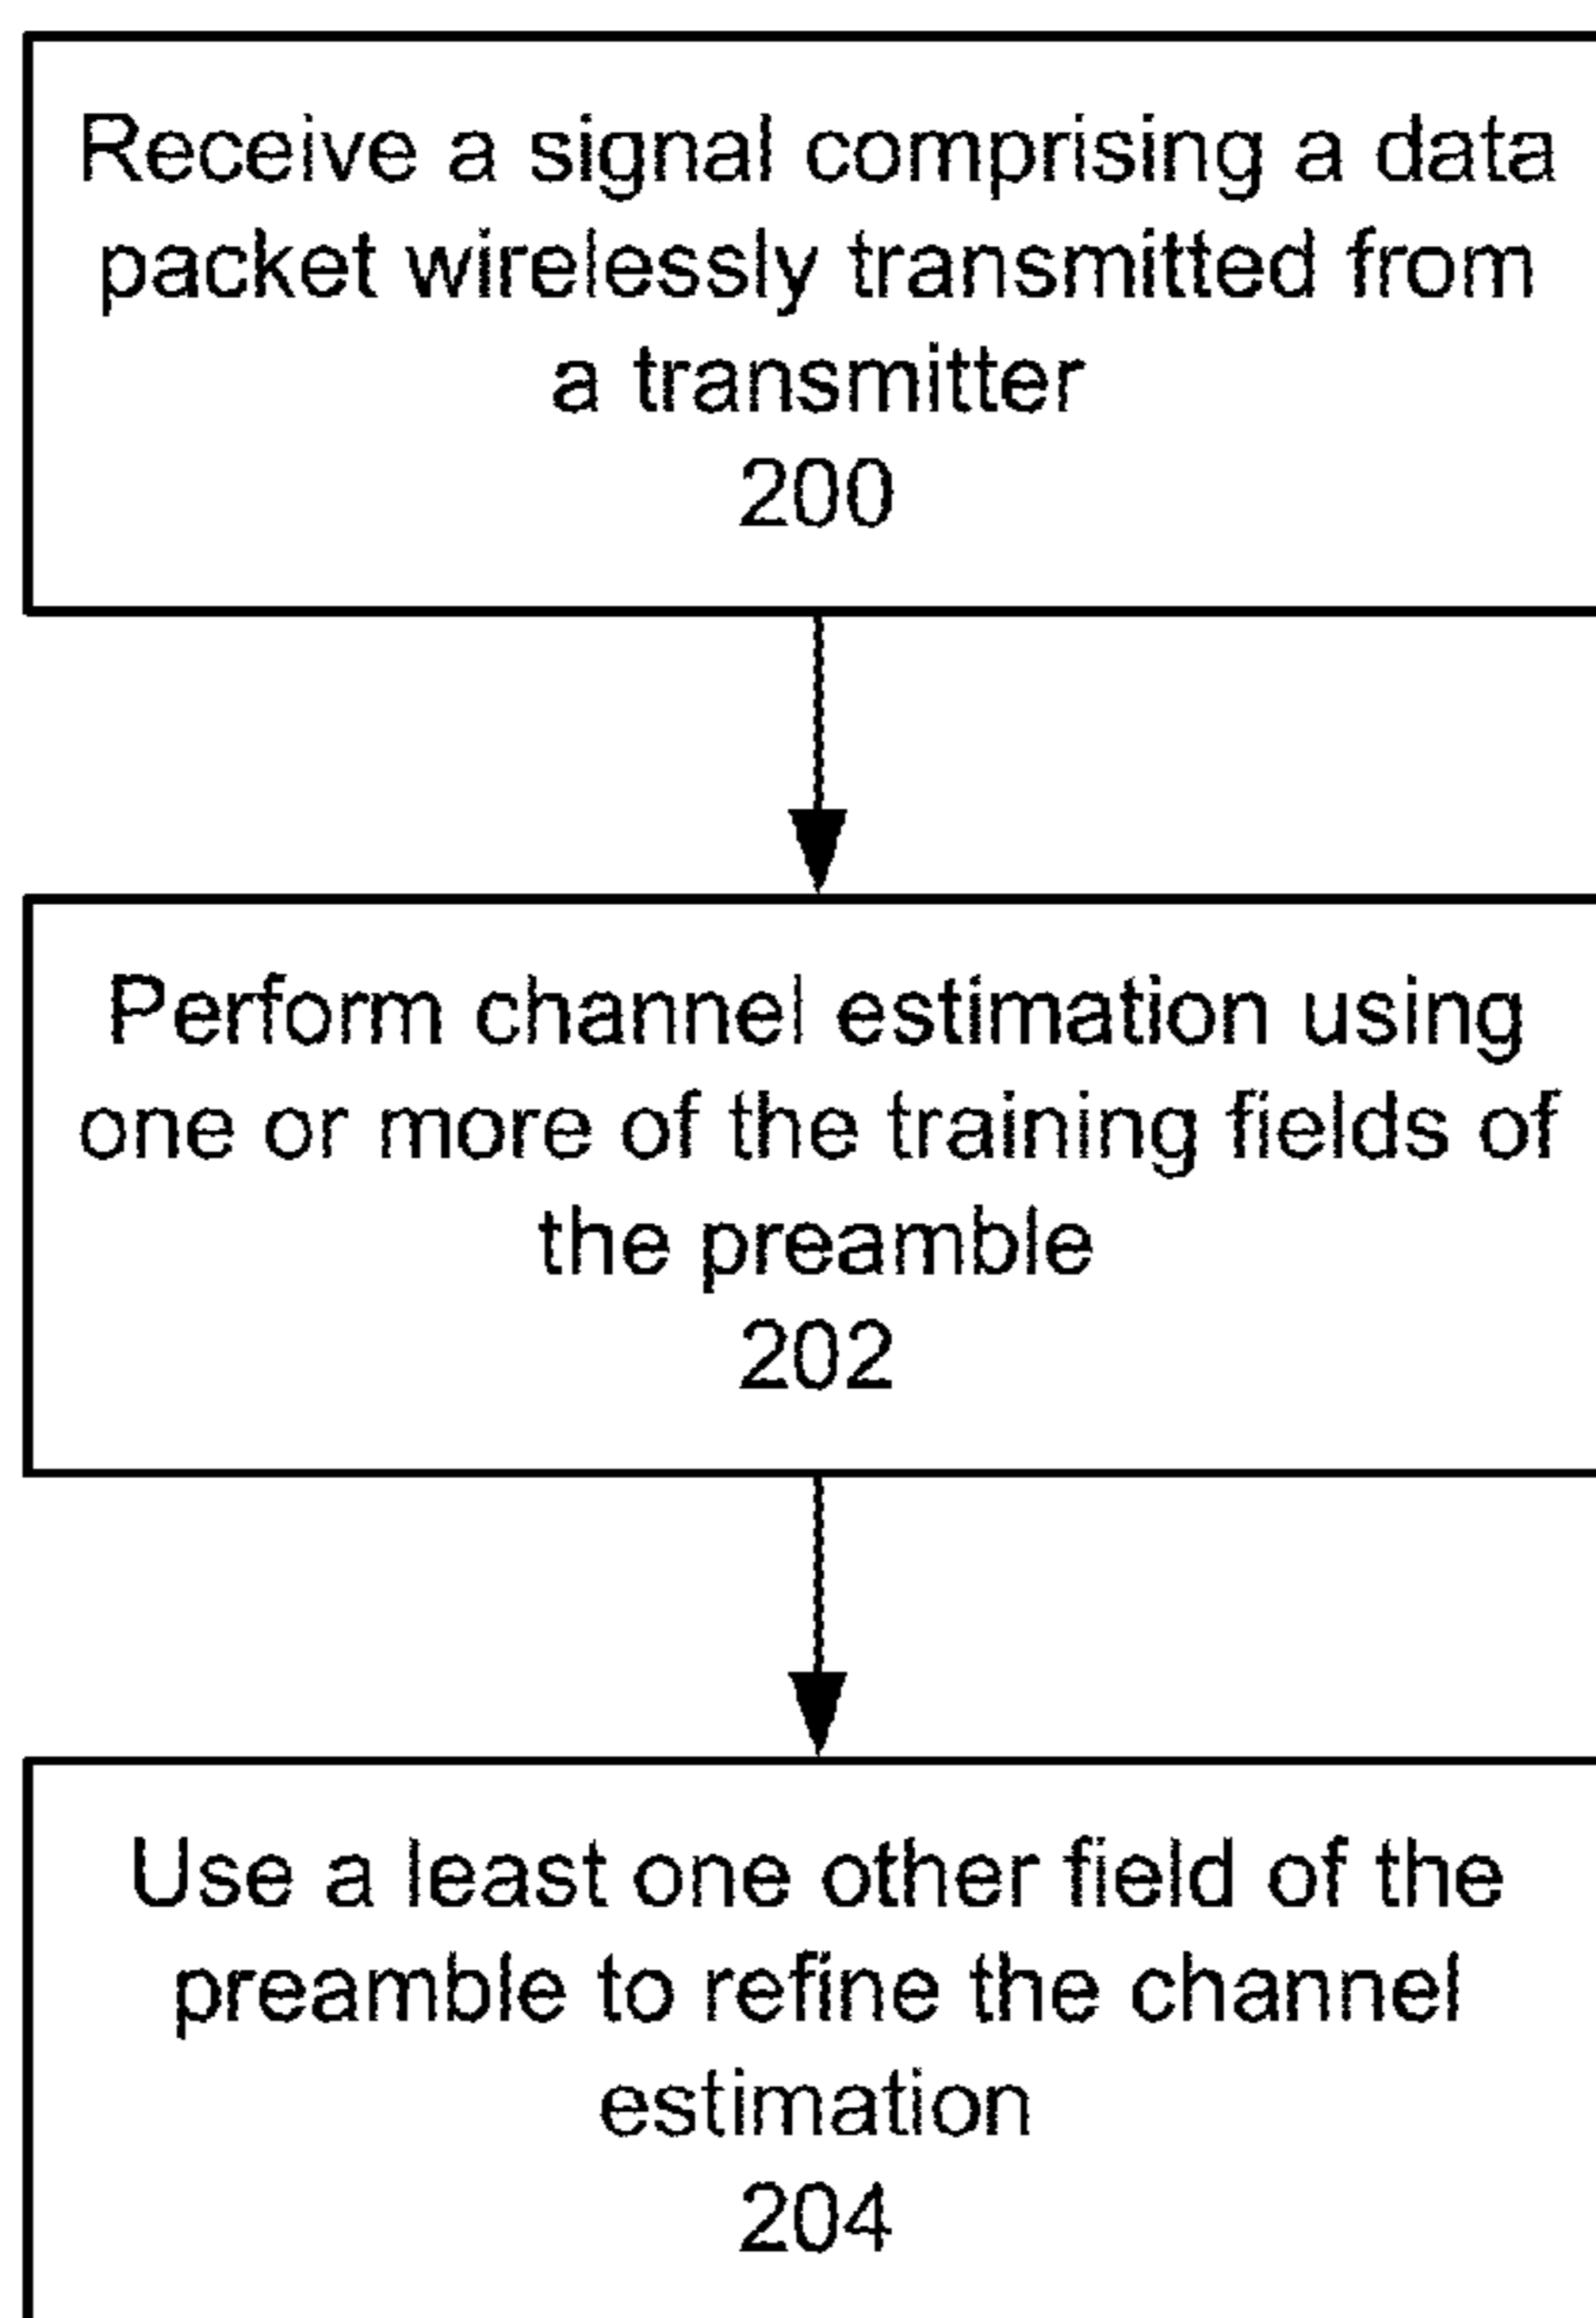 Receive a signal comprising a data
packet wirelessly transmitted from
a transmitter
200
Perform channel estimation using
one or more of the training fields of
the preamble
202
Use a least one other field of the
preamble to refine the channel
estimation
204